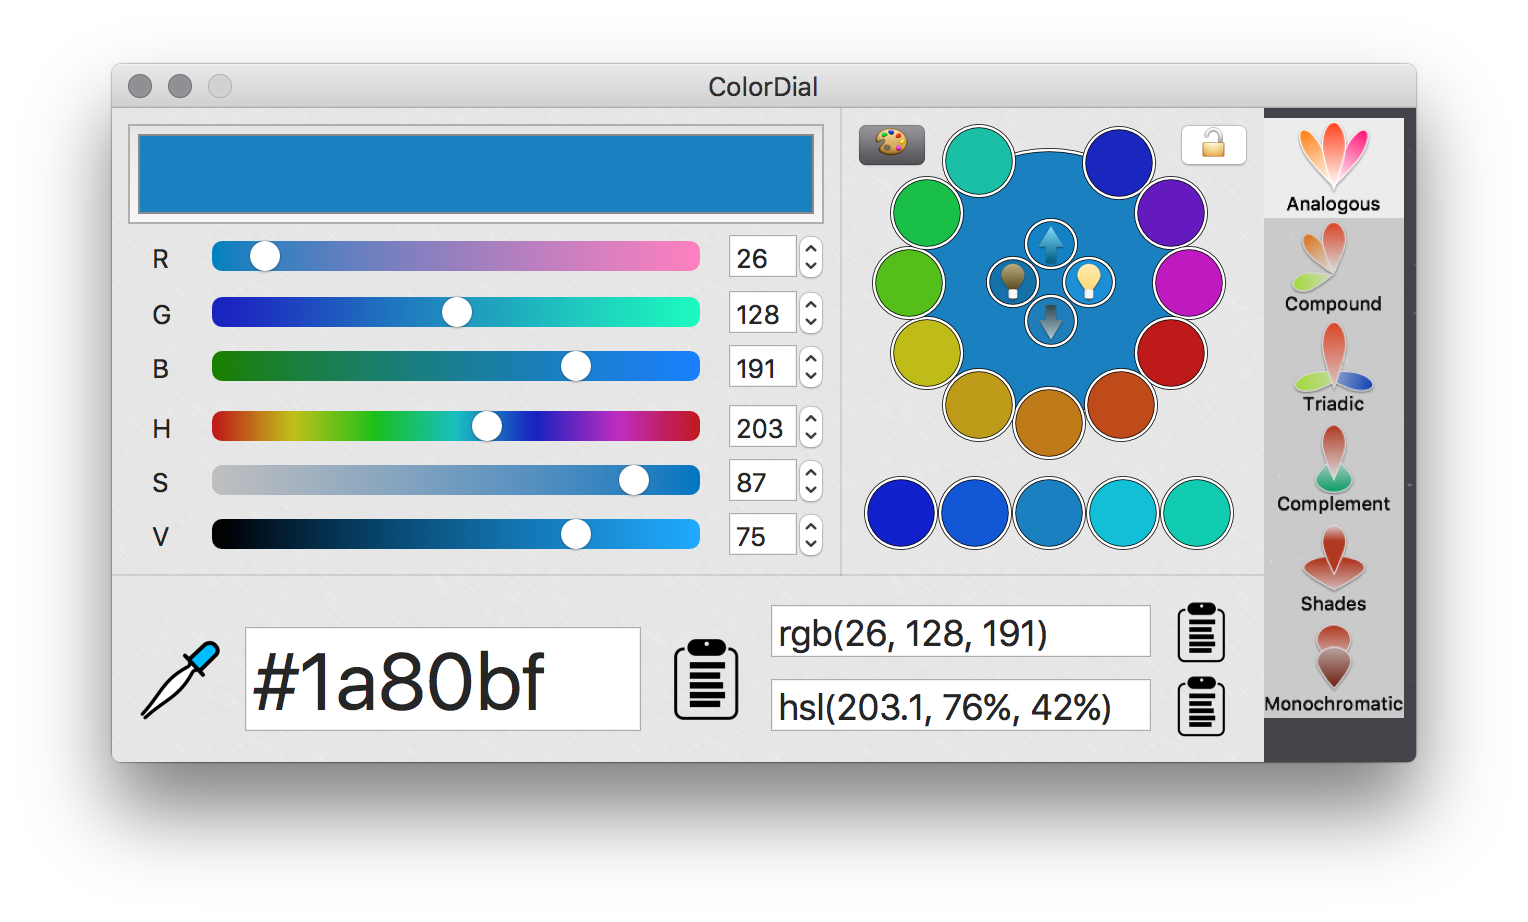 ColorDial
R
26
G
128
B
191
H
203
S
87
V
75
Analogous
Compound
Triadic
Complement
Shades
Monochromatic
#1a80bf
rgb(26, 128, 191)
hsl(203.1, 76%, 42%)